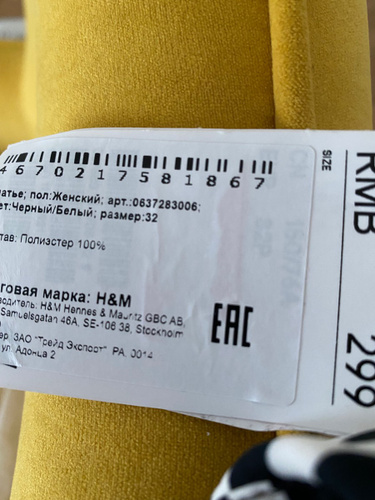 4670217581867
атье; пол:Женский; арт.:0637283006;
ет:Черный/Белый; размер:32
тав: Полиэстер 100%
говая марка: H&M
водитель: H&M Hennes & Mauritz GBC AB,
Samuelsgatan 46A, SE-106 38, Stockholm
ер: ЗАО "Трейд Экспорт" РА, 0014
ул. Адонца 2
EAC
SIZE
RMB 299